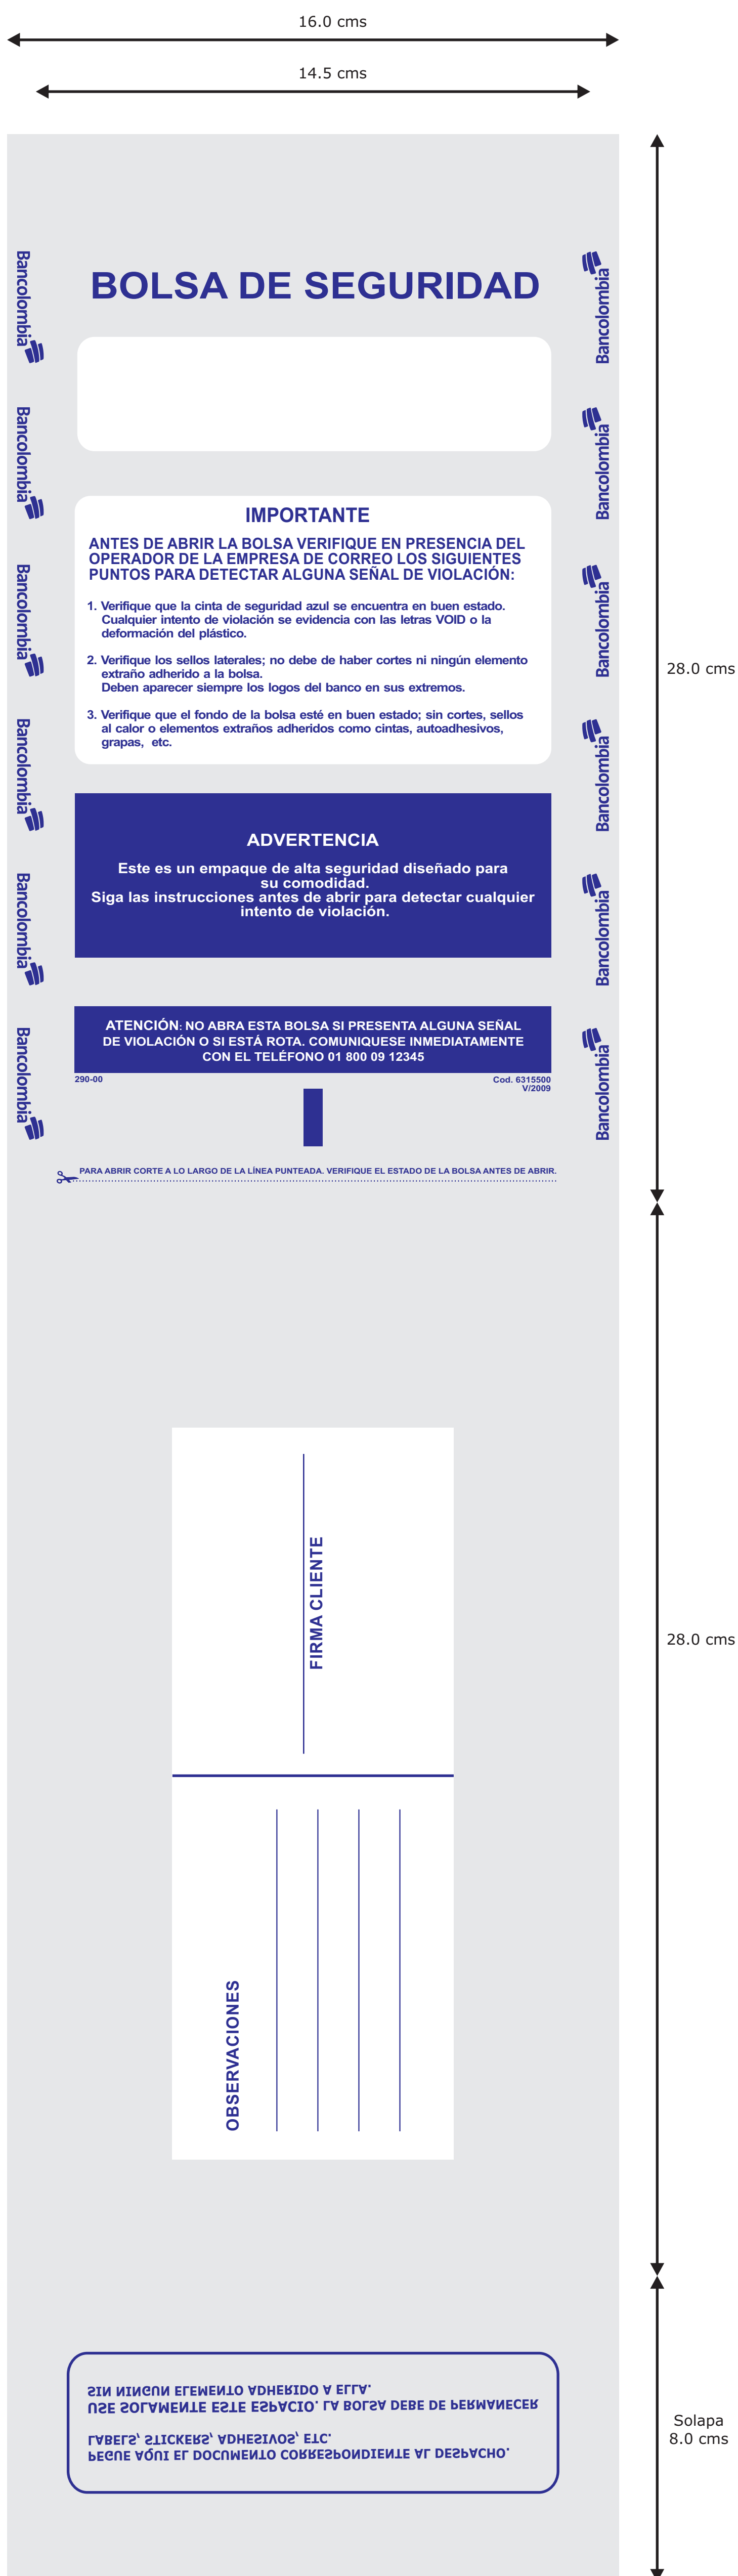 16.0 cms
14.5 cms
BOLSA DE SEGURIDAD
Bancolombia
Bancolombia
Bancolombia
Bancolombia
Bancolombia
Bancolombia
Bancolombia
Bancolombia
Bancolombia
Bancolombia
Bancolombia
Bancolombia
IMPORTANTE
ANTES DE ABRIR LA BOLSA VERIFIQUE EN PRESENCIA DEL
OPERADOR DE LA EMPRESA DE CORREO LOS SIGUIENTES
PUNTOS PARA DETECTAR ALGUNA SEÑAL DE VIOLACIÓN:
1. Verifique que la cinta de seguridad azul se encuentra en buen estado.
Cualquier intento de violación se evidencia con las letras VOID o la
deformación del plástico.
2. Verifique los sellos laterales; no debe de haber cortes ni ningún elemento
extraño adherido a la bolsa.
Deben aparecer siempre los logos del banco en sus extremos.
3. Verifique que el fondo de la bolsa esté en buen estado; sin cortes, sellos
al calor o elementos extraños adheridos como cintas, autoadhesivos,
grapas, etc.
28.0 cms
ADVERTENCIA
Este es un empaque de alta seguridad diseñado para
su comodidad.
Siga las instrucciones antes de abrir para detectar cualquier
intento de violación.
ATENCIÓN: NO ABRA ESTA BOLSA SI PRESENTA ALGUNA SEÑAL
DE VIOLACIÓN O SI ESTÁ ROTA. COMUNIQUESE INMEDIATAMENTE
CON EL TELÉFONO 01 800 09 12345
290-00
Cod. 6315500
V/2009
PARA ABRIR CORTE A LO LARGO DE LA LÍNEA PUNTEADA. VERIFIQUE EL ESTADO DE LA BOLSA ANTES DE ABRIR.
FIRMA CLIENTE
28.0 cms
OBSERVACIONES
PEGUE AQUI EL DOCUMENTO CORRESPONDIENTE AL DESPACHO.
LABELS, STICKERS, ADHESIVOS, ETC.
USE SOLAMENTE ESTE ESPACIO. LA BOLSA DEBE DE PERMANECER
SIN NINGUN ELEMENTO ADHERIDO A ELLA.
Solapa
8.0 cms